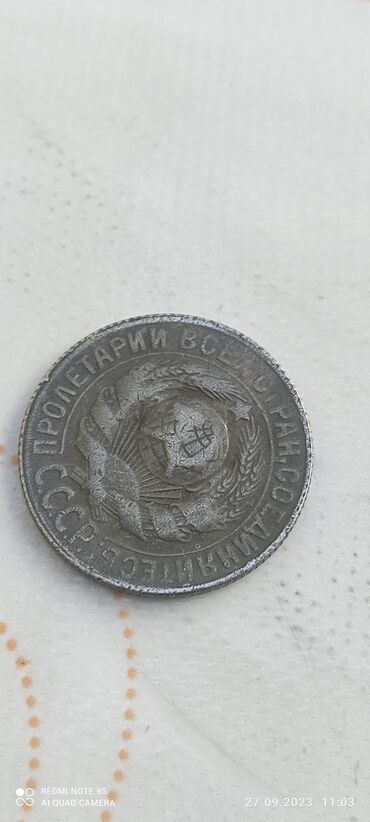 ПРОЛЕТАРИИ ВСЕХ СТРАН, СОЕДИНЯЙТЕСЬ!
СССР
REDMI NOTE 9S
AI QUAD CAMERA
27.09.2023 11:03